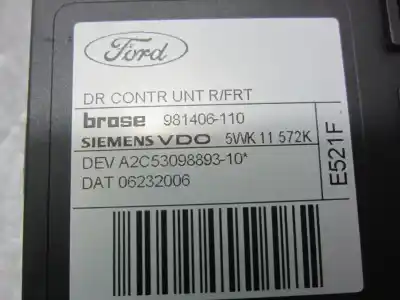 Ford
DR CONTR UNT R/FRT
brose 981406-110
SIEMENS VDO 5WK 11 572K
DEV A2C53098893-10*
DAT 06232006
E521F